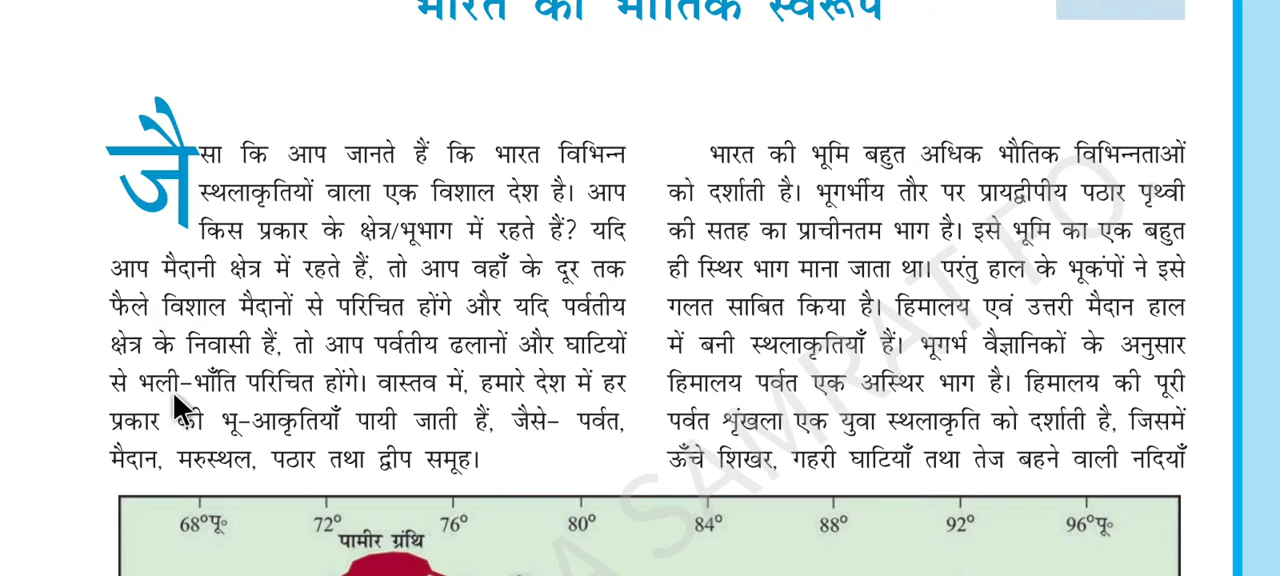 भारत का भौतिक स्वरूप
जैसा कि आप जानते हैं कि भारत विभिन्न
स्थलाकृतियों वाला एक विशाल देश है। आप
किस प्रकार के क्षेत्र/भूभाग में रहते हैं? यदि
आप मैदानी क्षेत्र में रहते हैं, तो आप वहाँ के दूर तक
फैले विशाल मैदानों से परिचित होंगे और यदि पर्वतीय
क्षेत्र के निवासी हैं, तो आप पर्वतीय ढलानों और घाटियों
से भली-भाँति परिचित होंगे। वास्तव में, हमारे देश में हर
प्रकार की भू-आकृतियाँ पायी जाती हैं, जैसे- पर्वत,
मैदान, मरुस्थल, पठार तथा द्वीप समूह।
भारत की भूमि बहुत अधिक भौतिक विभिन्नताओं
को दर्शाती है। भूगर्भीय तौर पर प्रायद्वीपीय पठार पृथ्वी
की सतह का प्राचीनतम भाग है। इसे भूमि का एक बहुत
ही स्थिर भाग माना जाता था। परंतु हाल के भूकंपों ने इसे
गलत साबित किया है। हिमालय एवं उत्तरी मैदान हाल
में बनी स्थलाकृतियाँ हैं। भूगर्भ वैज्ञानिकों के अनुसार
हिमालय पर्वत एक अस्थिर भाग है। हिमालय की पूरी
पर्वत शृंखला एक युवा स्थलाकृति को दर्शाती है, जिसमें
ऊँचे शिखर, गहरी घाटियाँ तथा तेज बहने वाली नदियाँ
68°पू॰ 72° 76° 80° 84° 88° 92° 96°पू॰
पामीर ग्रंथि
SAMRAT FO